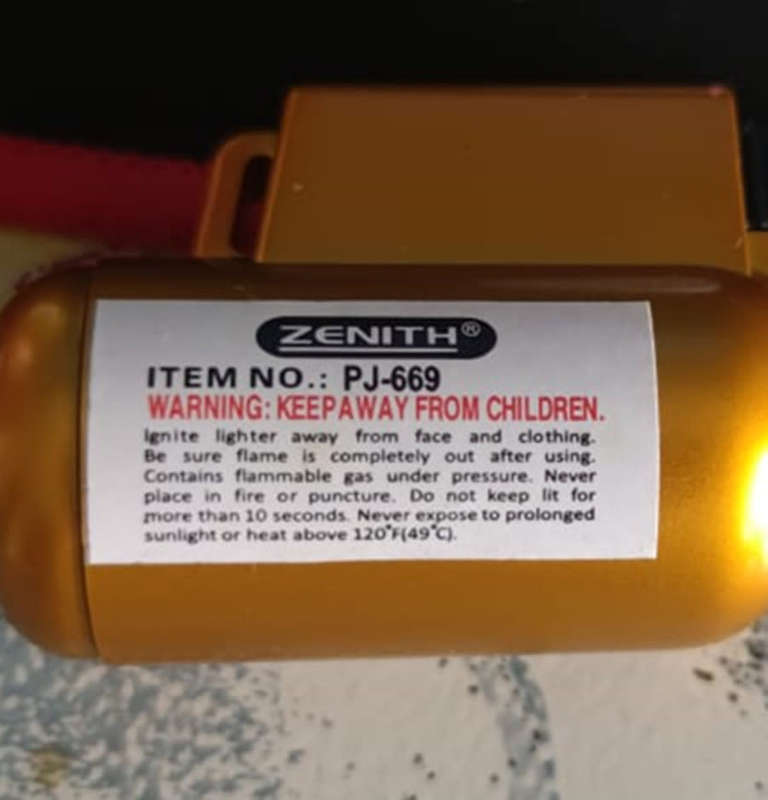 ZENITH®
ITEM NO.: PJ-669
WARNING: KEEP AWAY FROM CHILDREN.
Ignite lighter away from face and clothing.
Be sure flame is completely out after using.
Contains flammable gas under pressure. Never
place in fire or puncture. Do not keep lit for
more than 10 seconds. Never expose to prolonged
sunlight or heat above 120°F(49°C).